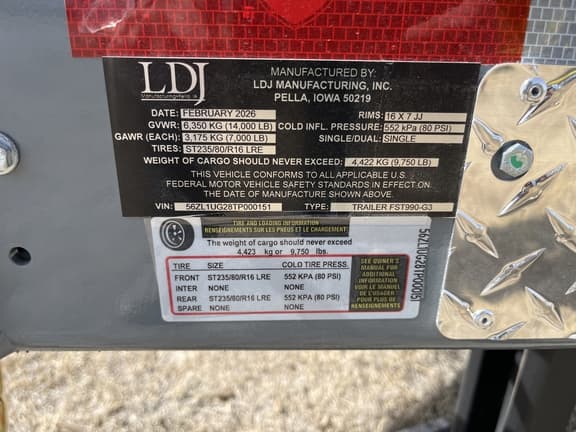 LDJ
MANUFACTURED BY:
LDJ MANUFACTURING, INC.
PELLA, IOWA 50219
DATE: FEBRUARY 2026 RIMS: 16 X 7 JJ
GVWR: 6,350 KG (14,000 LB) COLD INFL. PRESSURE: 552 kPa (80 PSI)
GAWR (EACH): 3,175 KG (7,000 LB) SINGLE/DUAL: SINGLE
TIRES: ST235/80/R16 LRE
WEIGHT OF CARGO SHOULD NEVER EXCEED: 4,422 KG (9,750 LB)
THIS VEHICLE CONFORMS TO ALL APPLICABLE U.S.
FEDERAL MOTOR VEHICLE SAFETY STANDARDS IN EFFECT ON
THE DATE OF MANUFACTURE SHOWN ABOVE
VIN: 56ZL1UG28TP000151 TYPE: TRAILER FST990-G3
TIRE AND LOADING INFORMATION
RENSEIGNEMENTS SUR LES PNEUS ET LE CHARGEMENT
The weight of cargo should never exceed
4,423 kg or 9,750 lbs.
TIRE SIZE COLD TIRE PRESS.
FRONT ST235/80/R16 LRE 552 KPA (80 PSI)
INTER NONE NONE
REAR ST235/80/R16 LRE 552 KPA (80 PSI)
SPARE NONE NONE
SEE OWNER'S
MANUAL FOR
ADDITIONAL
INFORMATION
VOIR LE MANUEL
DE L'USAGER
POUR PLUS DE
RENSEIGNEMENTS
56ZL1UG28TP000151